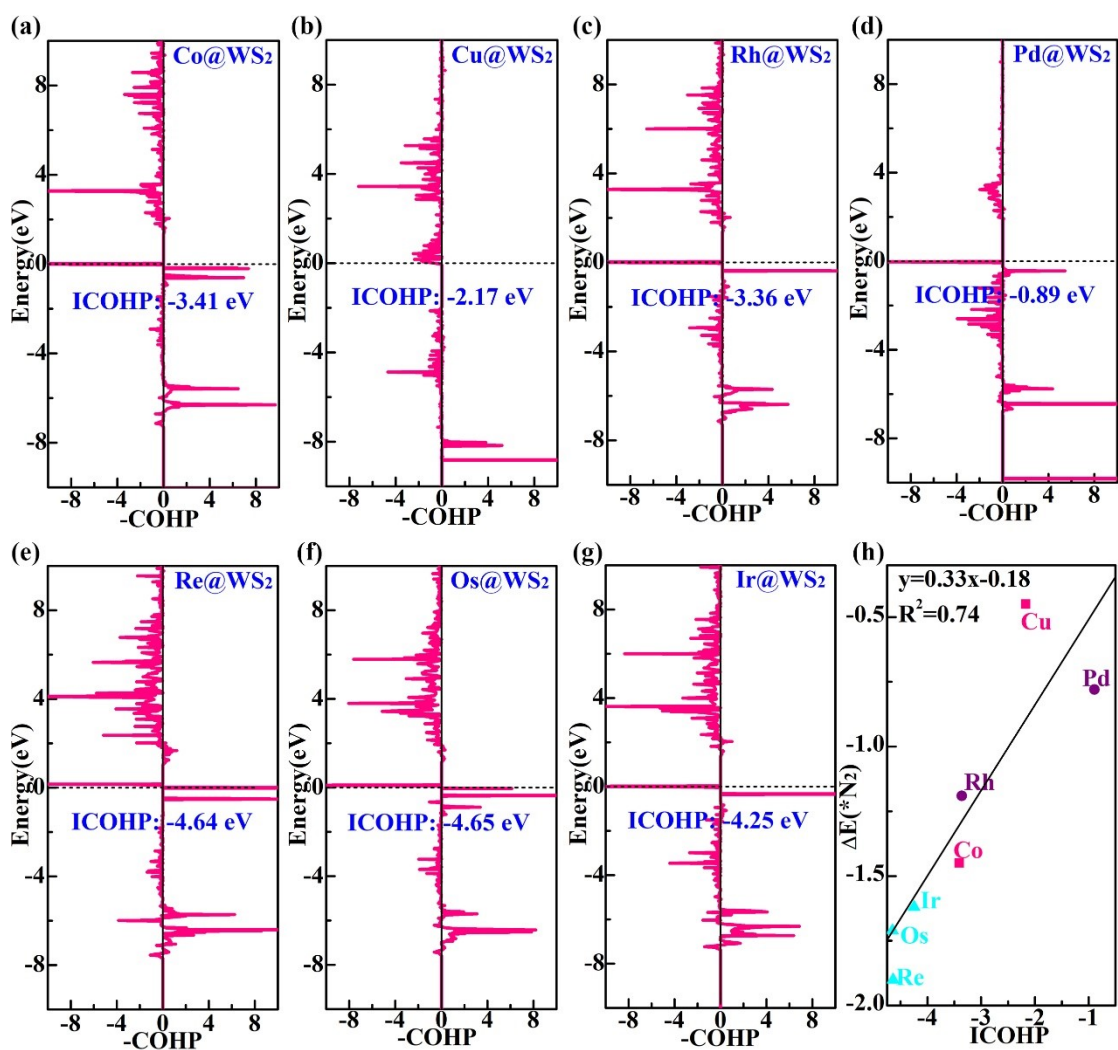 (a)
Co@WS2
8
4
0
-4
-8
Energy(eV)
ICOHP: -3.41 eV
-8 -4 0 4 8
-COHP
(b)
Cu@WS2
8
4
0
-4
-8
Energy(eV)
ICOHP: -2.17 eV
-8 -4 0 4 8
-COHP
(c)
Rh@WS2
8
4
0
-4
-8
Energy(eV)
ICOHP: -3.36 eV
-8 -4 0 4 8
-COHP
(d)
Pd@WS2
8
4
0
-4
-8
Energy(eV)
ICOHP: -0.89 eV
-8 -4 0 4 8
-COHP
(e)
Re@WS2
8
4
0
-4
-8
Energy(eV)
ICOHP: -4.64 eV
-8 -4 0 4 8
-COHP
(f)
Os@WS2
8
4
0
-4
-8
Energy(eV)
ICOHP: -4.65 eV
-8 -4 0 4 8
-COHP
(g)
Ir@WS2
8
4
0
-4
-8
Energy(eV)
ICOHP: -4.25 eV
-8 -4 0 4 8
-COHP
(h)
y=0.33x-0.18
R²=0.74
-0.5
-1.0
-1.5
-2.0
ΔE(*N2)
Cu
Pd
Rh
Co
Ir
Os
Re
-4 -3 -2 -1
ICOHP